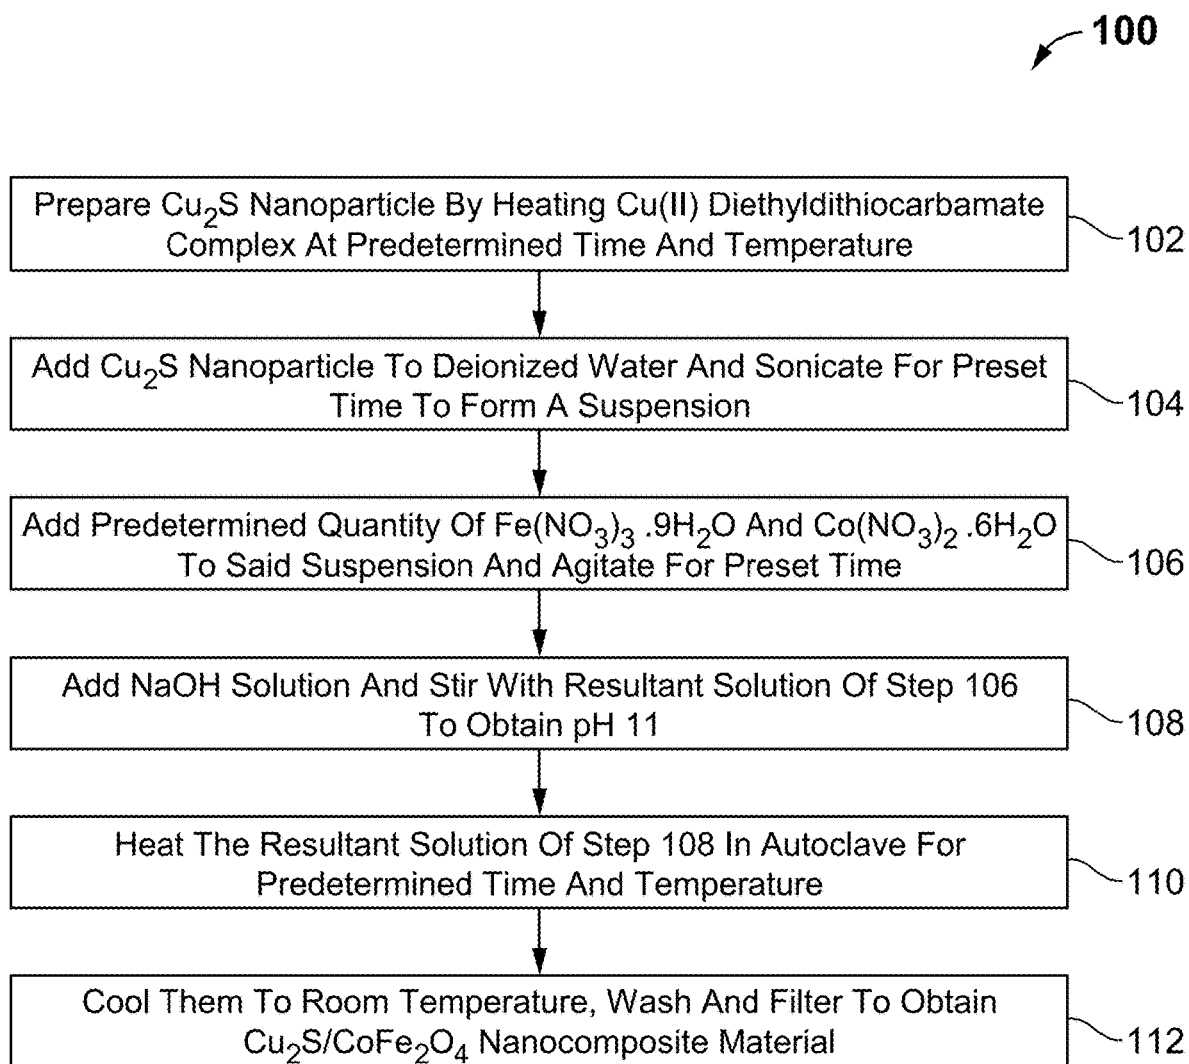 100
Prepare Cu₂S Nanoparticle By Heating Cu(II) Diethyldithiocarbamate
Complex At Predetermined Time And Temperature
102
Add Cu₂S Nanoparticle To Deionized Water And Sonicate For Preset
Time To Form A Suspension
104
Add Predetermined Quantity Of Fe(NO₃)₃ .9H₂O And Co(NO₃)₂ .6H₂O
To Said Suspension And Agitate For Preset Time
106
Add NaOH Solution And Stir With Resultant Solution Of Step 106
To Obtain pH 11
108
Heat The Resultant Solution Of Step 108 In Autoclave For
Predetermined Time And Temperature
110
Cool Them To Room Temperature, Wash And Filter To Obtain
Cu₂S/CoFe₂O₄ Nanocomposite Material
112